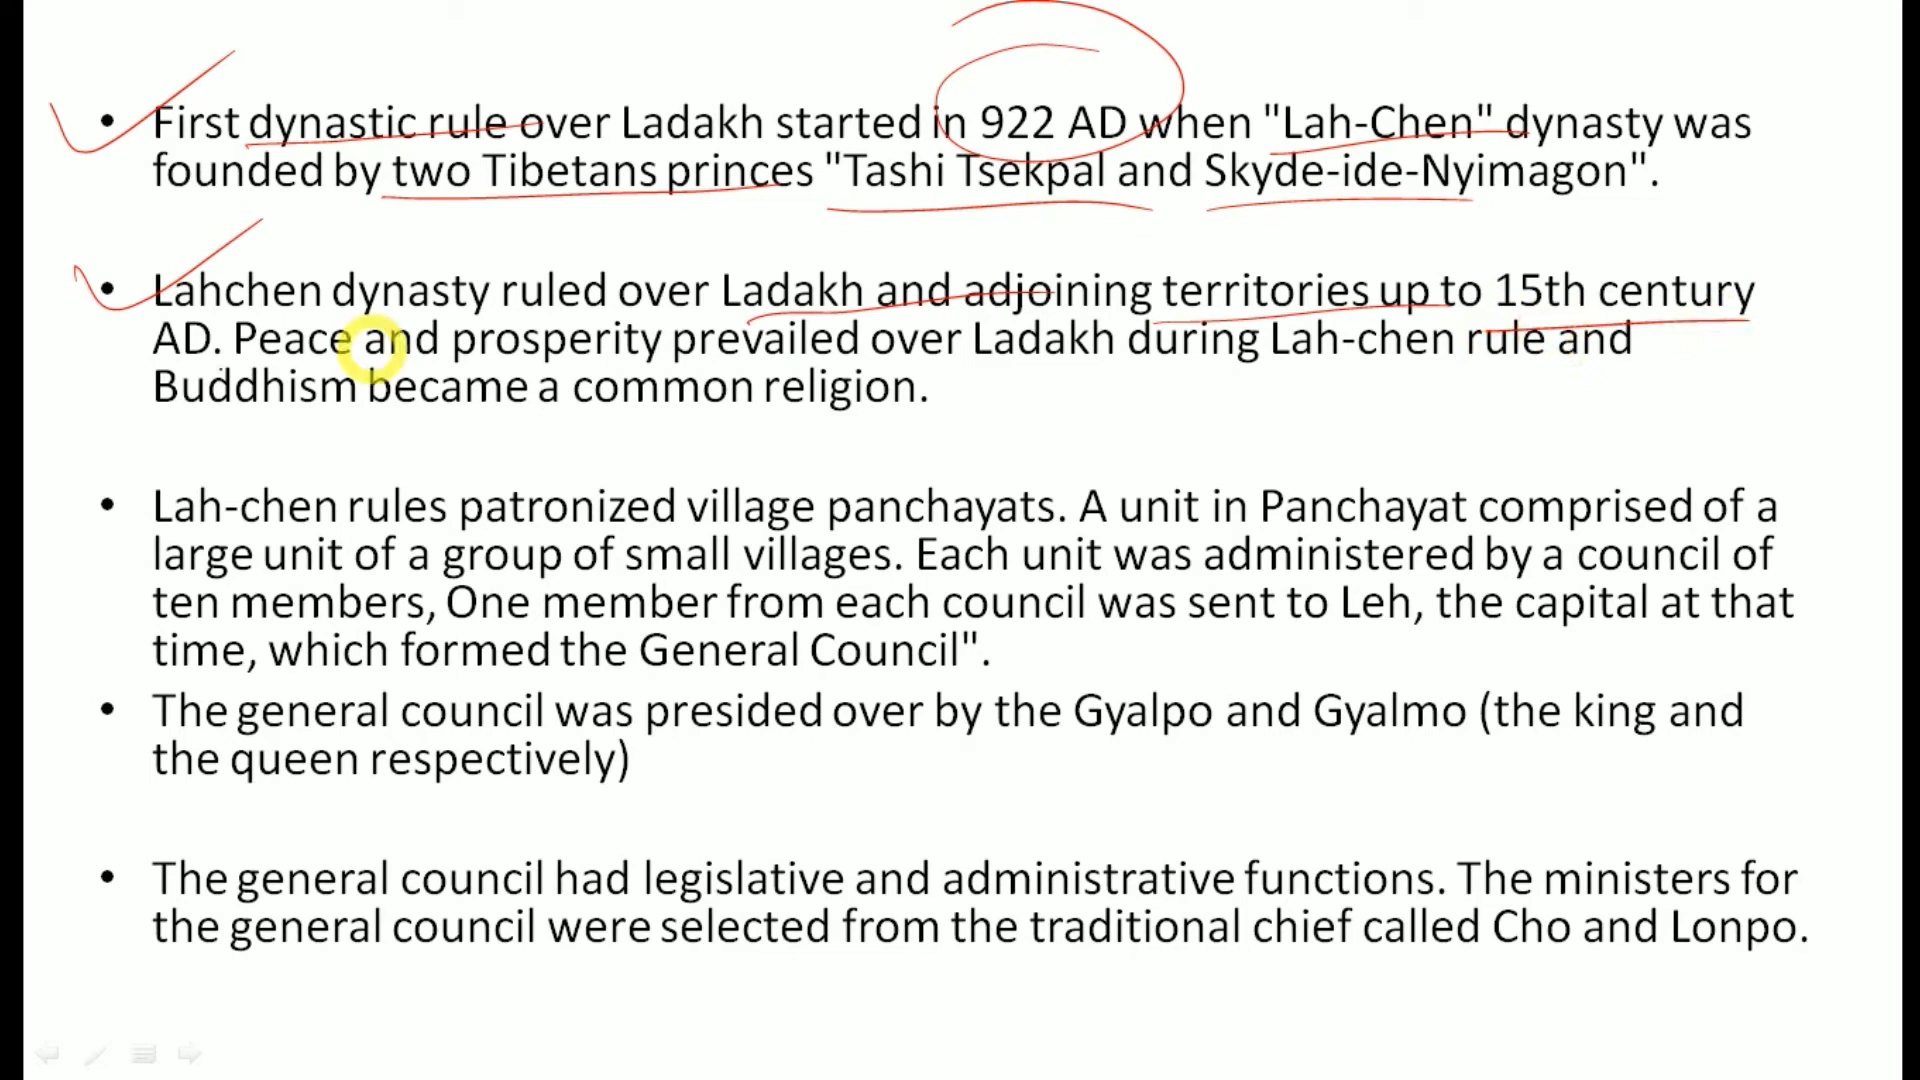 • First dynastic rule over Ladakh started in 922 AD when "Lah-Chen" dynasty was
founded by two Tibetans princes "Tashi Tsekpal and Skyde-ide-Nyimagon".
• Lahchen dynasty ruled over Ladakh and adjoining territories up to 15th century
AD. Peace and prosperity prevailed over Ladakh during Lah-chen rule and
Buddhism became a common religion.
• Lah-chen rules patronized village panchayats. A unit in Panchayat comprised of a
large unit of a group of small villages. Each unit was administered by a council of
ten members, One member from each council was sent to Leh, the capital at that
time, which formed the General Council".
• The general council was presided over by the Gyalpo and Gyalmo (the king and
the queen respectively)
• The general council had legislative and administrative functions. The ministers for
the general council were selected from the traditional chief called Cho and Lonpo.